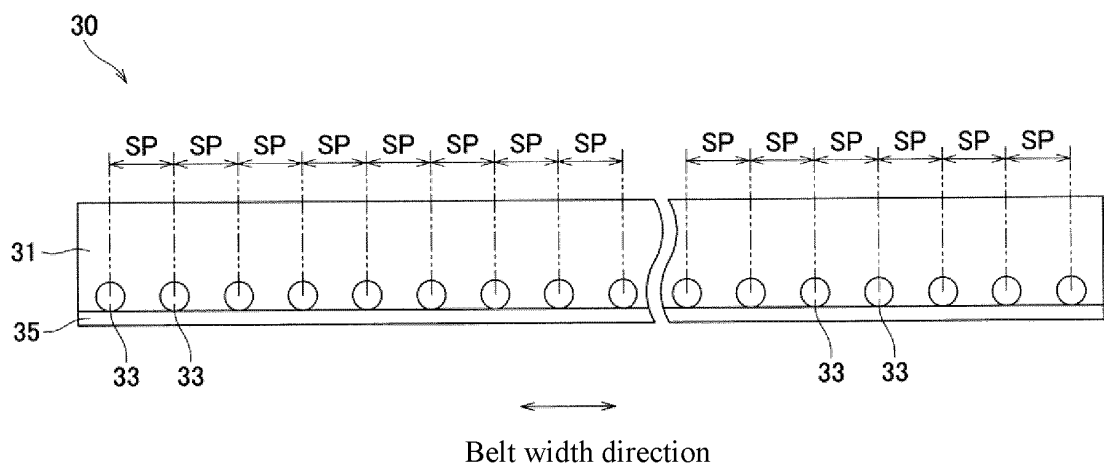 30
SP SP SP SP SP SP SP SP SP SP SP SP SP SP
31
35
33 33 33 33
Belt width direction